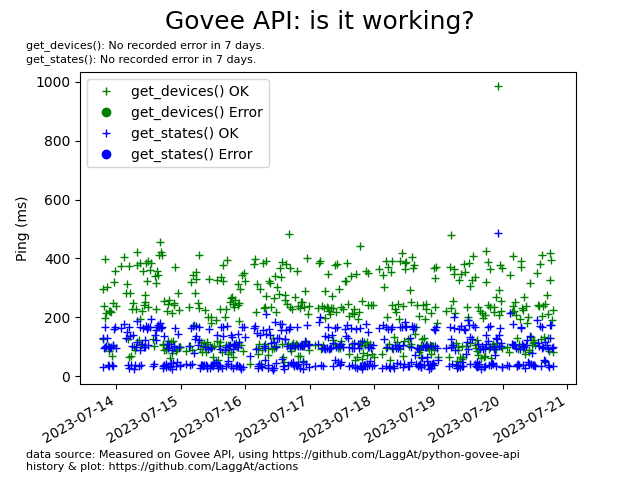 Govee API: is it working?
get_devices(): No recorded error in 7 days.
get_states(): No recorded error in 7 days.
get_devices() OK
get_devices() Error
get_states() OK
get_states() Error
Ping (ms)
1000
800
600
400
200
0
2023-07-14
2023-07-15
2023-07-16
2023-07-17
2023-07-18
2023-07-19
2023-07-20
2023-07-21
data source: Measured on Govee API, using https://github.com/LaggAt/python-govee-api
history & plot: https://github.com/LaggAt/actions